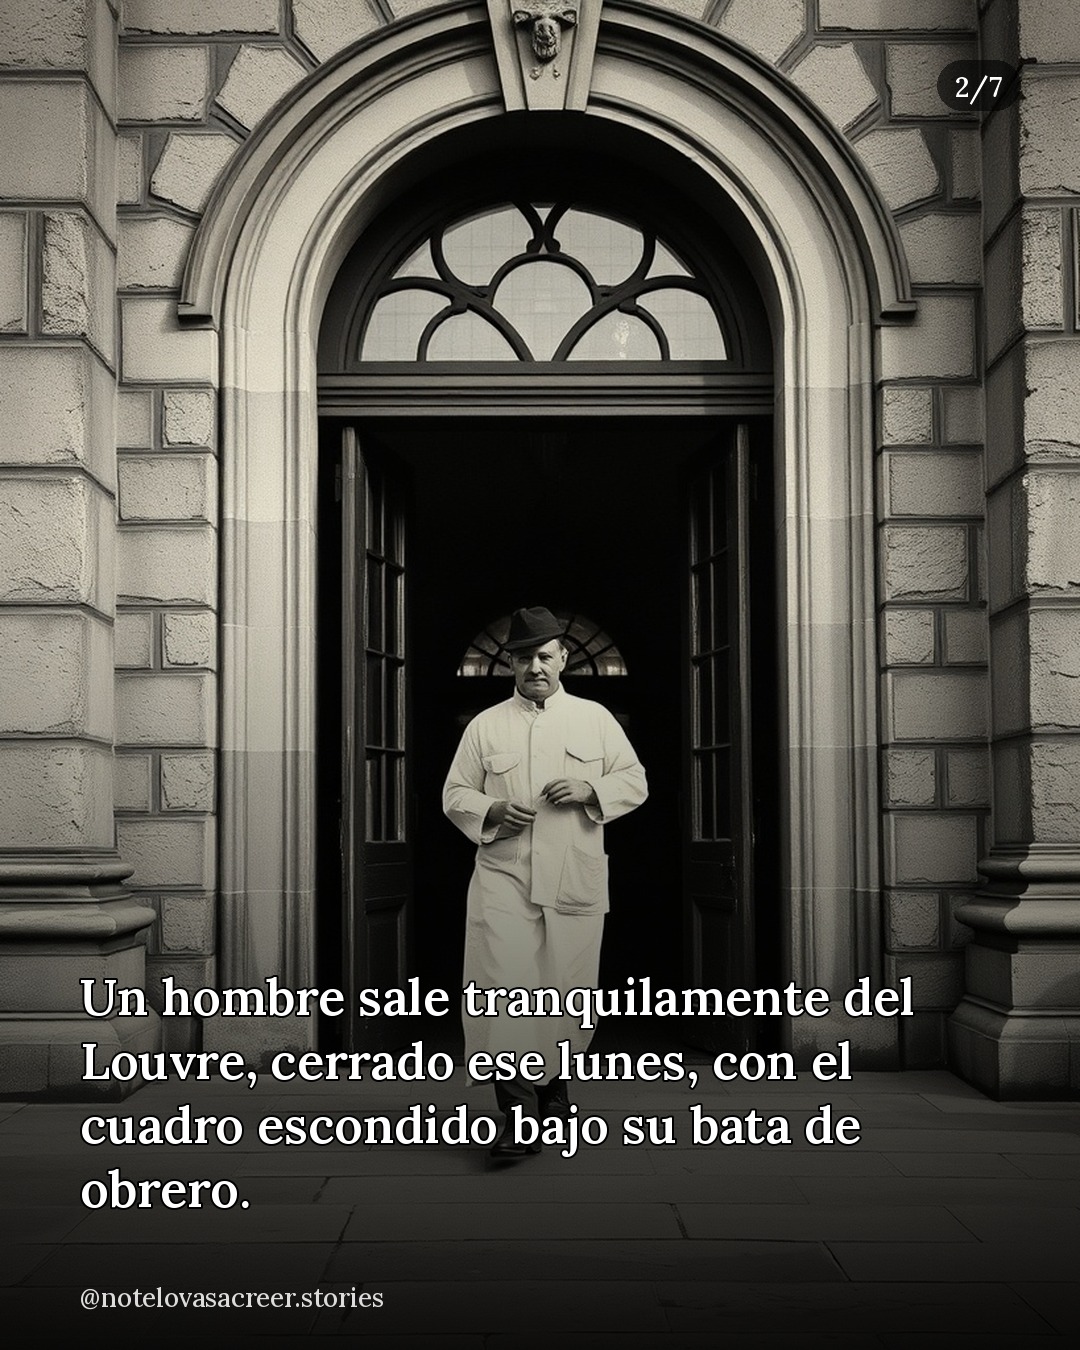 2/7
Un hombre sale tranquilamente del
Louvre, cerrado ese lunes, con el
cuadro escondido bajo su bata de
obrero.
@notelovasacreer.stories